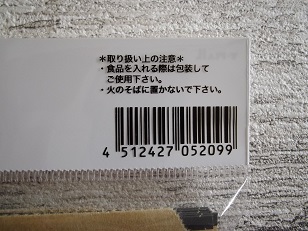 ＊取り扱い上の注意＊
・食品を入れる際は包装して
ご使用下さい。
・火のそばに置かないで下さい。
4 512427 052099